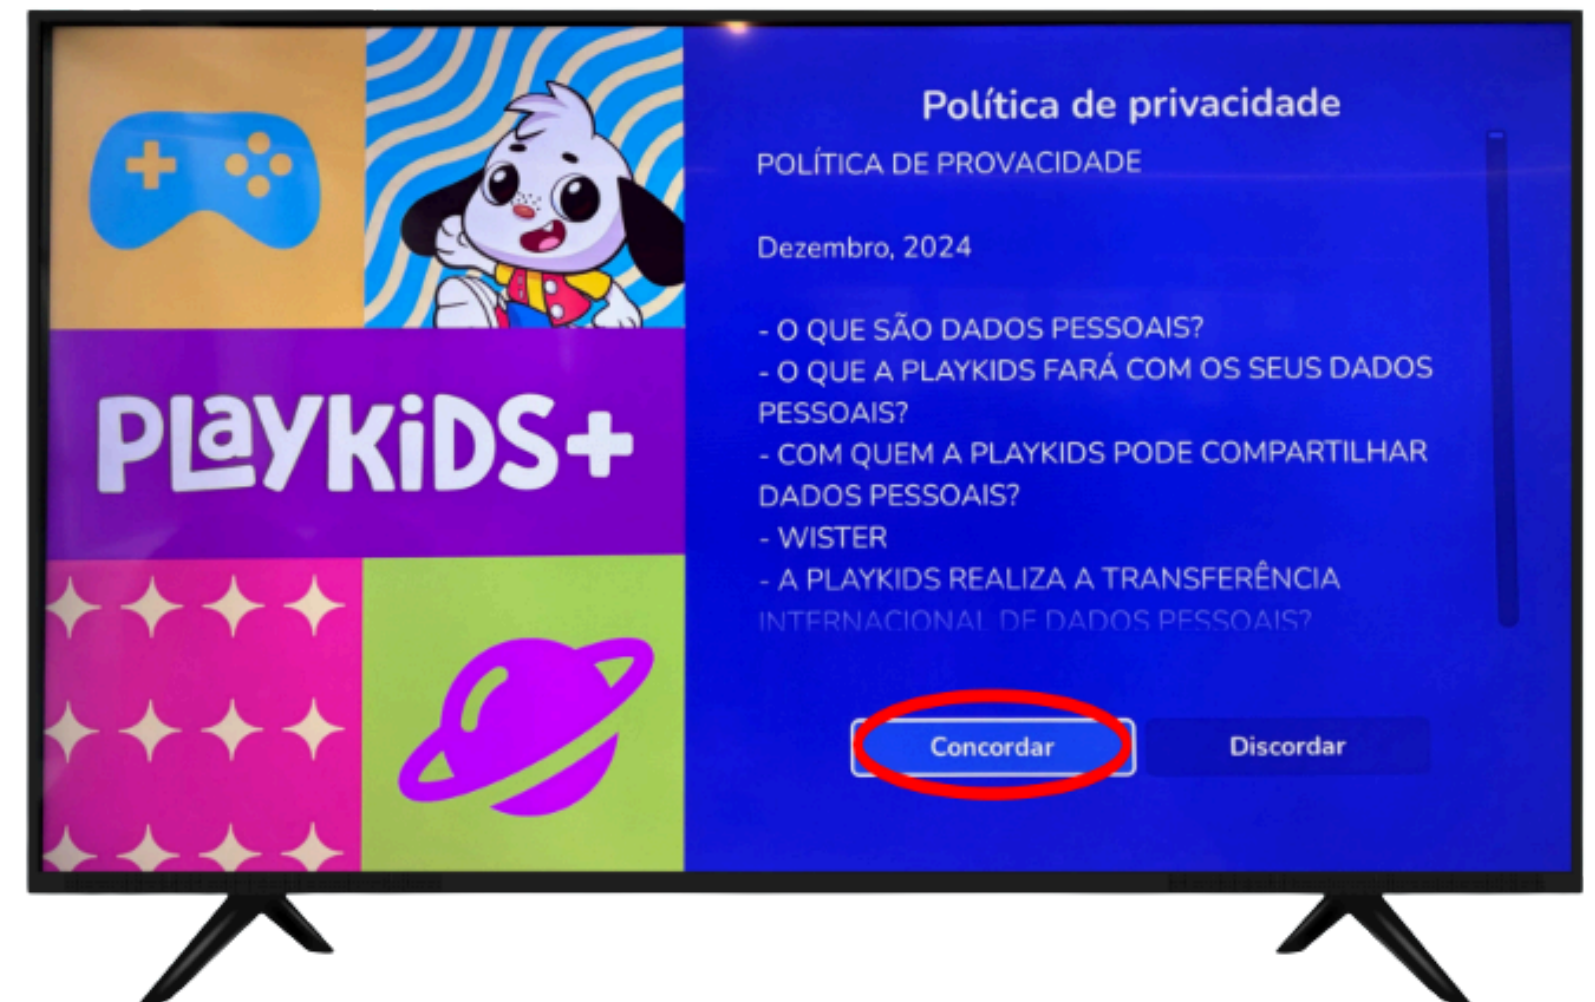 PLAYKIDS+
Política de privacidade
POLÍTICA DE PROVACIDADE
Dezembro, 2024
- O QUE SÃO DADOS PESSOAIS?
- O QUE A PLAYKIDS FARÁ COM OS SEUS DADOS
PESSOAIS?
- COM QUEM A PLAYKIDS PODE COMPARTILHAR
DADOS PESSOAIS?
- WISTER
- A PLAYKIDS REALIZA A TRANSFERÊNCIA
INTERNACIONAL DE DADOS PESSOAIS?
Concordar
Discordar